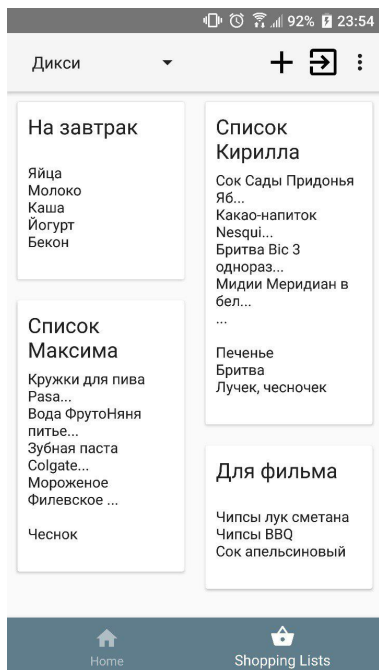 92% 23:54
Дикси
На завтрак
Яйца
Молоко
Каша
Йогурт
Бекон
Список
Максима
Кружки для пива
Pasa...
Вода ФрутоНяня
питье...
Зубная паста
Colgate...
Мороженое
Филевское ...
Чеснок
Список
Кирилла
Сок Сады Придонья
Яб...
Какао-напиток
Nesqui...
Бритва Bic 3
однораз...
Мидии Меридиан в
бел...
...
Печенье
Бритва
Лучек, чесночек
Для фильма
Чипсы лук сметана
Чипсы BBQ
Сок апельсиновый
Home
Shopping Lists